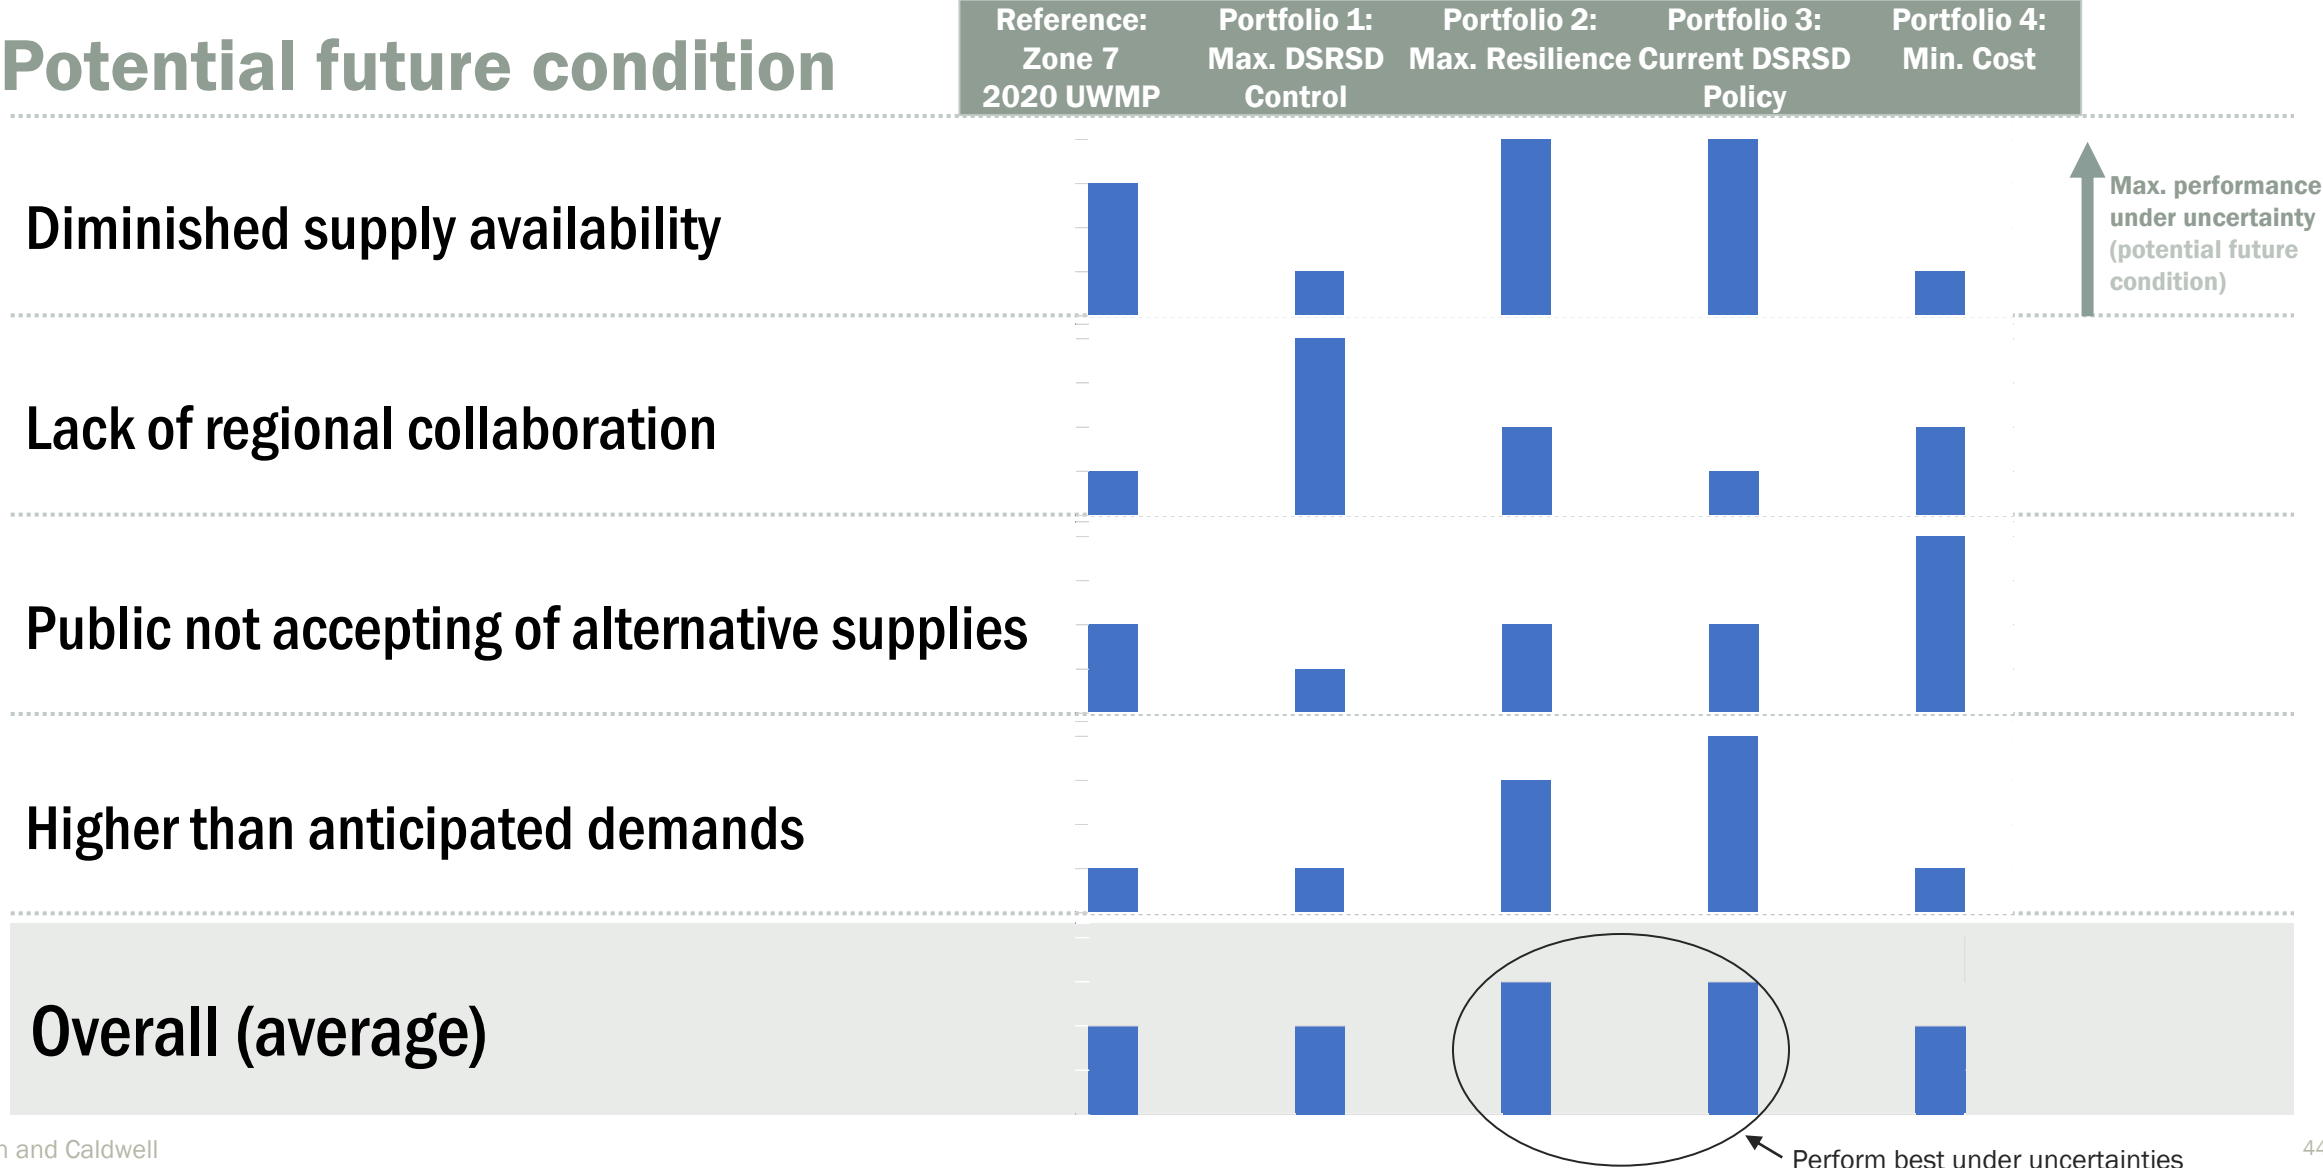 Potential future condition
Reference:
Zone 7
2020 UWMP
Portfolio 1:
Max. DSRSD
Control
Portfolio 2:
Max. Resilience
Portfolio 3:
Current DSRSD
Policy
Portfolio 4:
Min. Cost
Diminished supply availability
Max. performance
under uncertainty
(potential future
condition)
Lack of regional collaboration
Public not accepting of alternative supplies
Higher than anticipated demands
Overall (average)
and Caldwell
Perform best under uncertainties
44